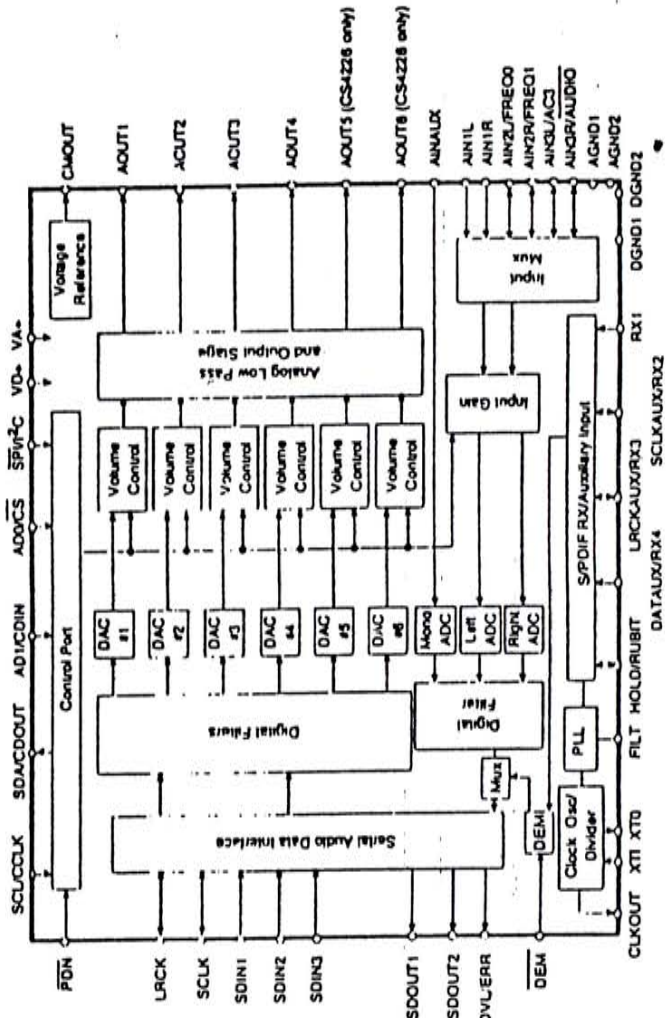 SCL/CCLK
SDA/CDOUT
AD1/CDIN
AD0/CS
SPI/I²C
VD+
VA+
PDN
Control Port
Voltage
Reference
CMOUT
LRCK
SCLK
SDIN1
SDIN2
SDIN3
SDOUT1
SDOUT2
OVL/ERR
DEM
Serial Audio Data Interface
Digital Filters
DAC
#1
DAC
#2
DAC
#3
DAC
#4
DAC
#5
DAC
#6
Volume
Control
Volume
Control
Volume
Control
Volume
Control
Volume
Control
Volume
Control
Analog Low Pass
and Output Stage
AOUT1
AOUT2
AOUT3
AOUT4
AOUT5 (CS4226 only)
AOUT6 (CS4226 only)
AINAUX
AIN1L
AIN1R
AIN2L/FREQ0
AIN2R/FREQ1
AIN3L/AC3
AIN3R/AUDIO
AGND1
AGND2
Mux
DEM
Digital
Filter
Mono
ADC
Left
ADC
Right
ADC
Input Gain
Input
Mux
Clock Osc/
Divider
PLL
S/PDIF RX/Auxiliary Input
CLKOUT
XTI
XTO
FILT
HOLD/RUBIT
DATAUX/RX4
LRCKAUX/RX3
SCLKAUX/RX2
RX1
DGND1
DGND2